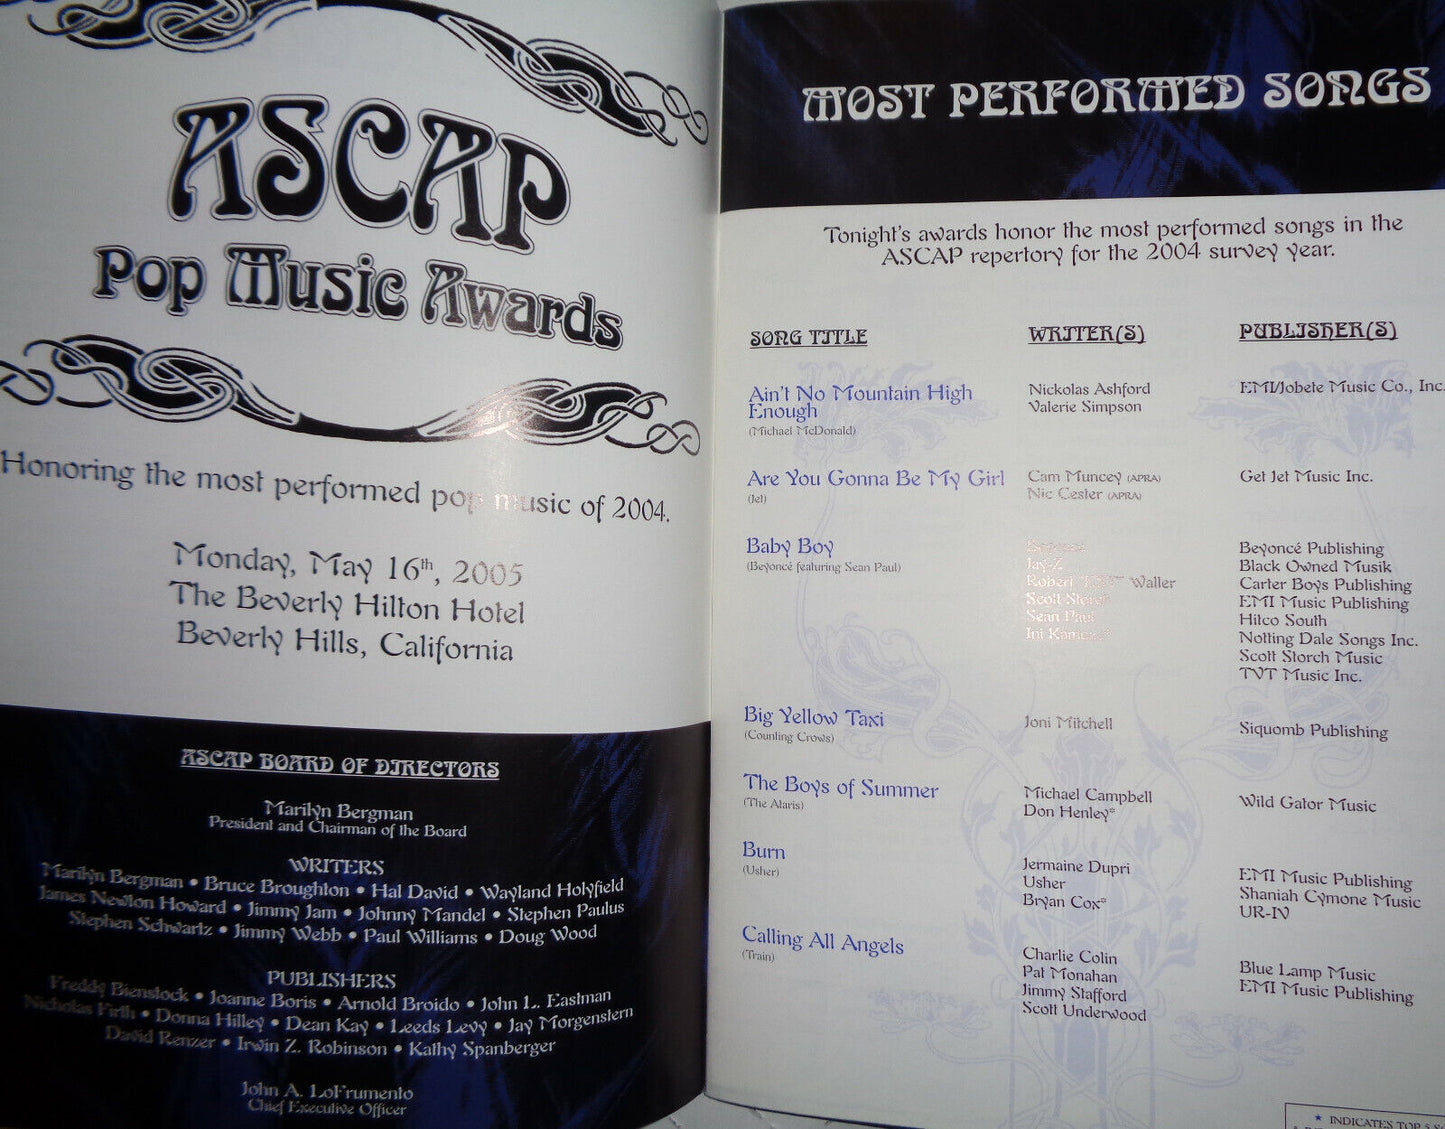 ASCAP
Pop Music Awards
Honoring the most performed pop music of 2004.
Monday, May 16th, 2005
The Beverly Hilton Hotel
Beverly Hills, California
ASCAP BOARD OF DIRECTORS
Marilyn Bergman
President and Chairman of the Board
WRITERS
Marilyn Bergman • Bruce Broughton • Hal David • Wayland Holyfield
James Newton Howard • Jimmy Jam • Johnny Mandel • Stephen Paulus
Stephen Schwartz • Jimmy Webb • Paul Williams • Doug Wood
PUBLISHERS
Freddy Bienstock • Joanne Boris • Arnold Broido • John L. Eastman
Nicholas Firth • Donna Hilley • Dean Kay • Leeds Levy • Jay Morgenstern
David Renzer • Irwin Z. Robinson • Kathy Spanberger
John A. LoFrumento
Chief Executive Officer
MOST PERFORMED SONGS
Tonight's awards honor the most performed songs in the
ASCAP repertory for the 2004 survey year.
SONG TITLE
WRITER(S)
PUBLISHER(S)
Ain't No Mountain High
Enough
(Michael McDonald)
Nickolas Ashford
Valerie Simpson
EMI/Jobete Music Co., Inc.
Are You Gonna Be My Girl
(Jet)
Cam Muncey (APRA)
Nic Cester (APRA)
Get Jet Music Inc.
Baby Boy
(Beyoncé featuring Sean Paul)
Jay-Z
Robert Waller
Scott
Sean Paul
Ini
Beyoncé Publishing
Black Owned Musik
Carter Boys Publishing
EMI Music Publishing
Hitco South
Notting Dale Songs Inc.
Scott Storch Music
TVT Music Inc.
Big Yellow Taxi
(Counting Crows)
Joni Mitchell
Siquomb Publishing
The Boys of Summer
(The Ataris)
Michael Campbell
Don Henley*
Wild Gator Music
Burn
(Usher)
Jermaine Dupri
Usher
Bryan Cox*
EMI Music Publishing
Shaniah Cymone Music
UR-IV
Calling All Angels
(Train)
Charlie Colin
Pat Monahan
Jimmy Stafford
Scott Underwood
Blue Lamp Music
EMI Music Publishing
★ INDICATES TOP 5